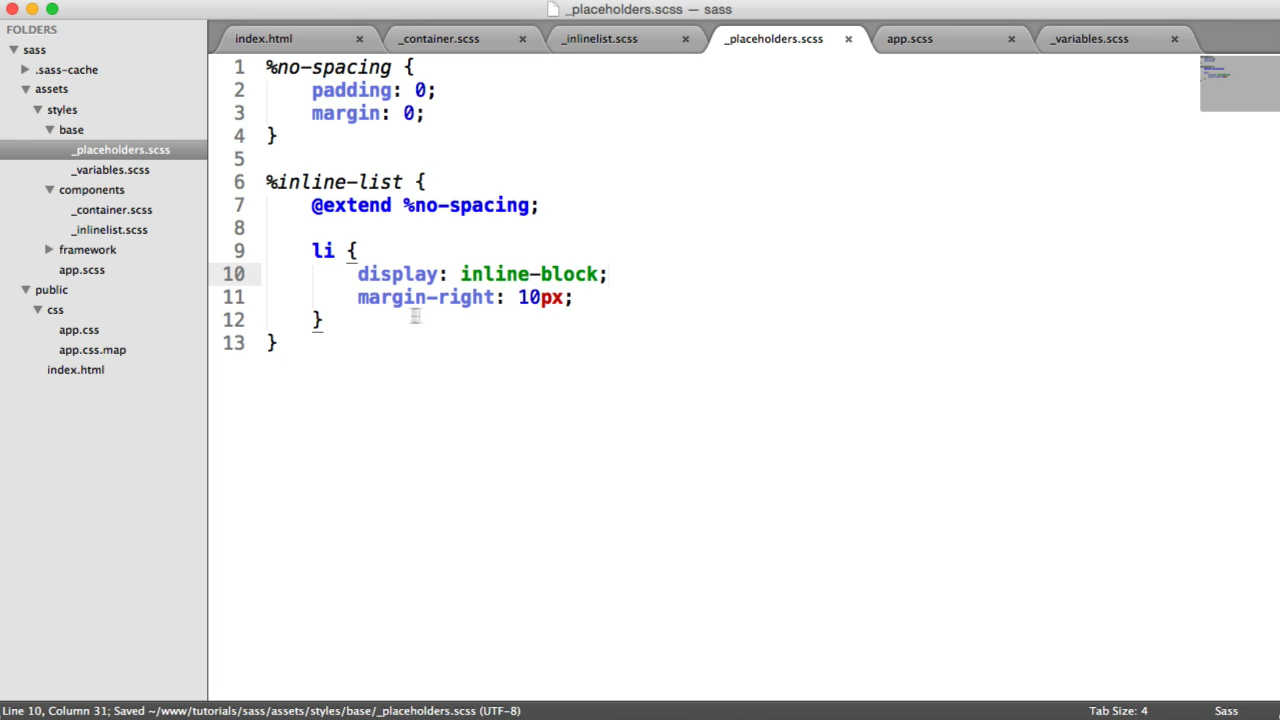 _placeholders.scss — sass
FOLDERS
sass
.sass-cache
assets
styles
base
_placeholders.scss
_variables.scss
components
_container.scss
_inlinelist.scss
framework
app.scss
public
css
app.css
app.css.map
index.html
index.html × _container.scss × _inlinelist.scss × _placeholders.scss × app.scss × _variables.scss ×
1 %no-spacing {
2 padding: 0;
3 margin: 0;
4 }
5
6 %inline-list {
7 @extend %no-spacing;
8
9 li {
10 display: inline-block;
11 margin-right: 10px;
12 }
13 }
Line 10, Column 31; Saved ~/www/tutorials/sass/assets/styles/base/_placeholders.scss (UTF-8) Tab Size: 4 Sass